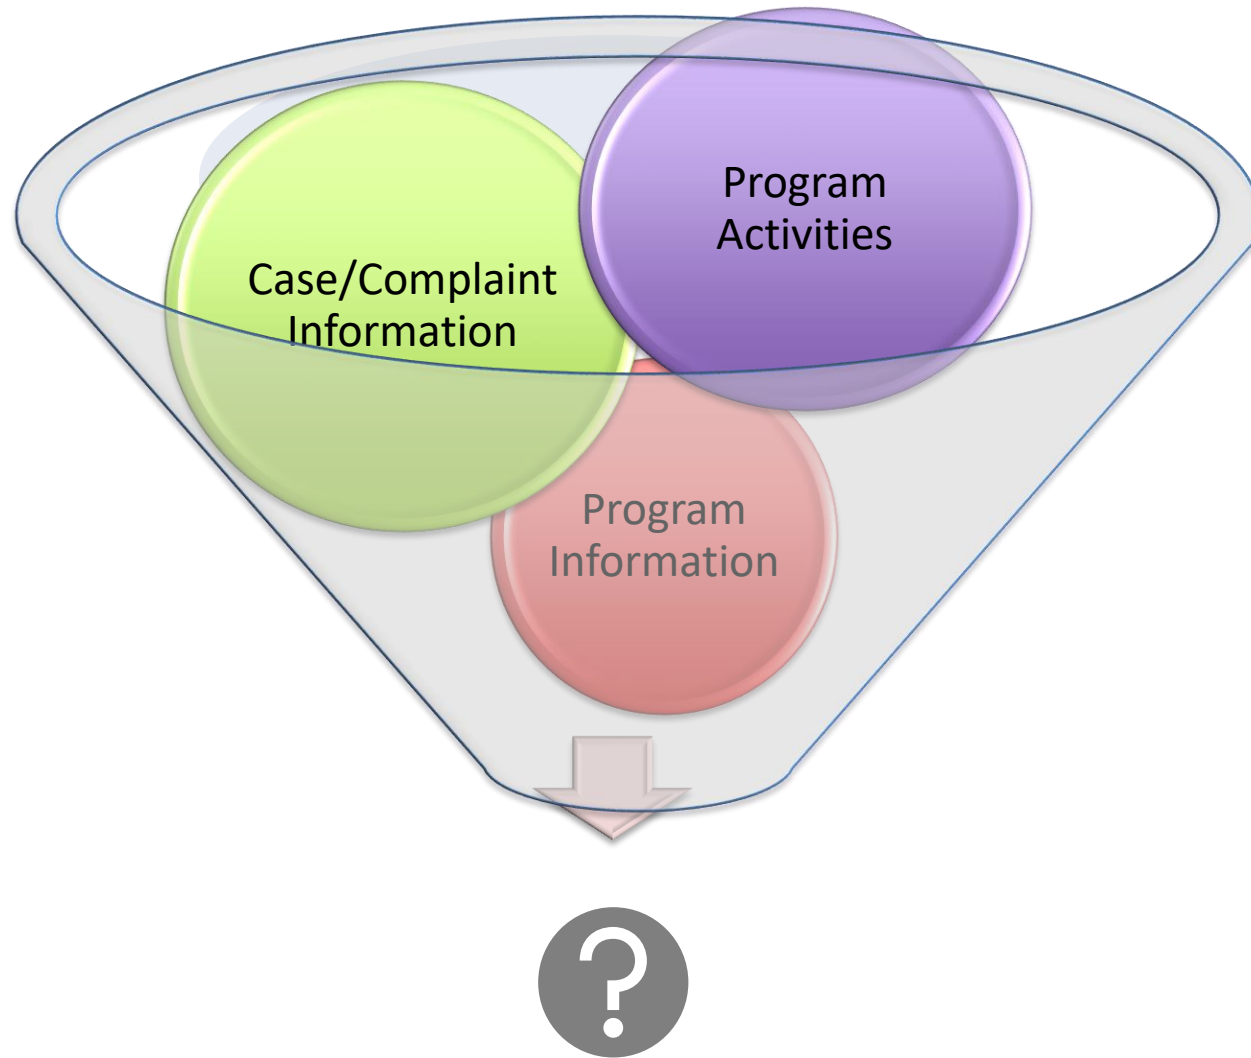 Program
Activities
Case/Complaint
Information
Program
Information
?